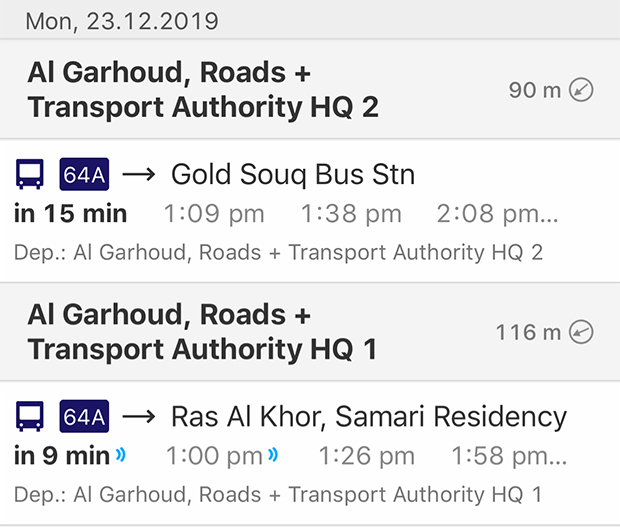 Mon, 23.12.2019
Al Garhoud, Roads +
Transport Authority HQ 2
90 m
64A → Gold Souq Bus Stn
in 15 min 1:09 pm 1:38 pm 2:08 pm...
Dep.: Al Garhoud, Roads + Transport Authority HQ 2
Al Garhoud, Roads +
Transport Authority HQ 1
116 m
64A → Ras Al Khor, Samari Residency
in 9 min 1:00 pm 1:26 pm 1:58 pm...
Dep.: Al Garhoud, Roads + Transport Authority HQ 1